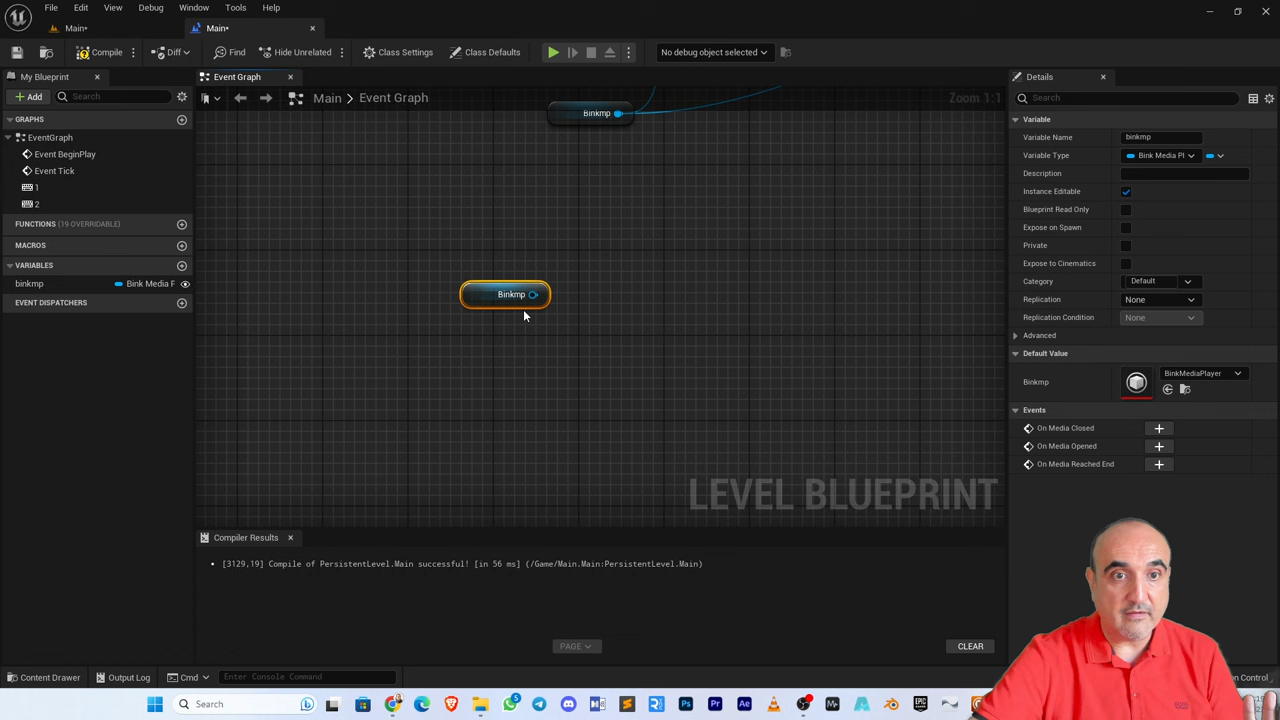 File Edit Asset View Debug Window Tools Help
Main* Main*
Compile Diff Find Hide Unrelated Class Settings Class Defaults No debug object selected
My Blueprint Event Graph Details
Add Search Main > Event Graph Zoom 1:1 Search
GRAPHS
EventGraph
Event BeginPlay
Event Tick
1
2
FUNCTIONS (19 OVERRIDABLE)
MACROS
VARIABLES
binkmp Bink Media F
EVENT DISPATCHERS
Binkmp
Binkmp
LEVEL BLUEPRINT
Variable
Variable Name binkmp
Variable Type Bink Media Pl
Description
Instance Editable
Blueprint Read Only
Expose on Spawn
Private
Expose to Cinematics
Category Default
Replication None
Replication Condition None
Advanced
Default Value
Binkmp BinkMediaPlayer
Events
On Media Closed
On Media Opened
On Media Reached End
Compiler Results
[3129,19] Compile of PersistentLevel.Main successful! [in 56 ms] (/Game/Main.Main:PersistentLevel.Main)
PAGE CLEAR
Content Drawer Output Log Cmd Enter Console Command Control
Search